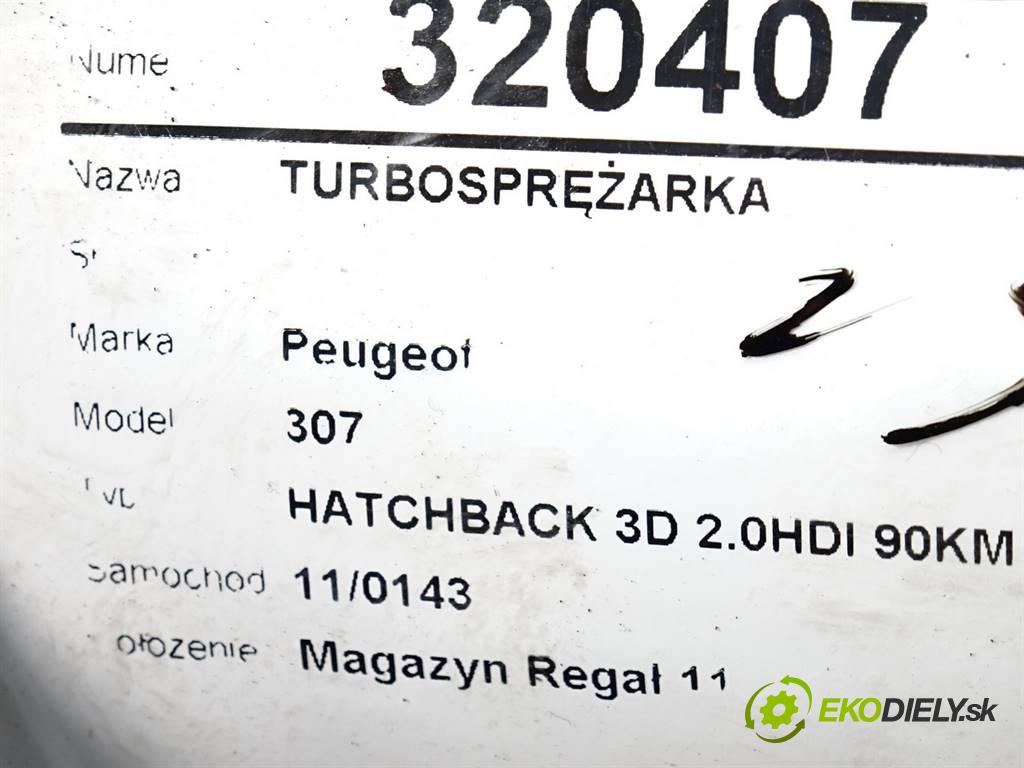 Nume 320407
Nazwa TURBOSPRĘŻARKA
Marka Peugeot
Model 307
HATCHBACK 3D 2.0HDI 90KM
Samochod 11/0143
Magazyn Regał 11
EKODIELY.sk